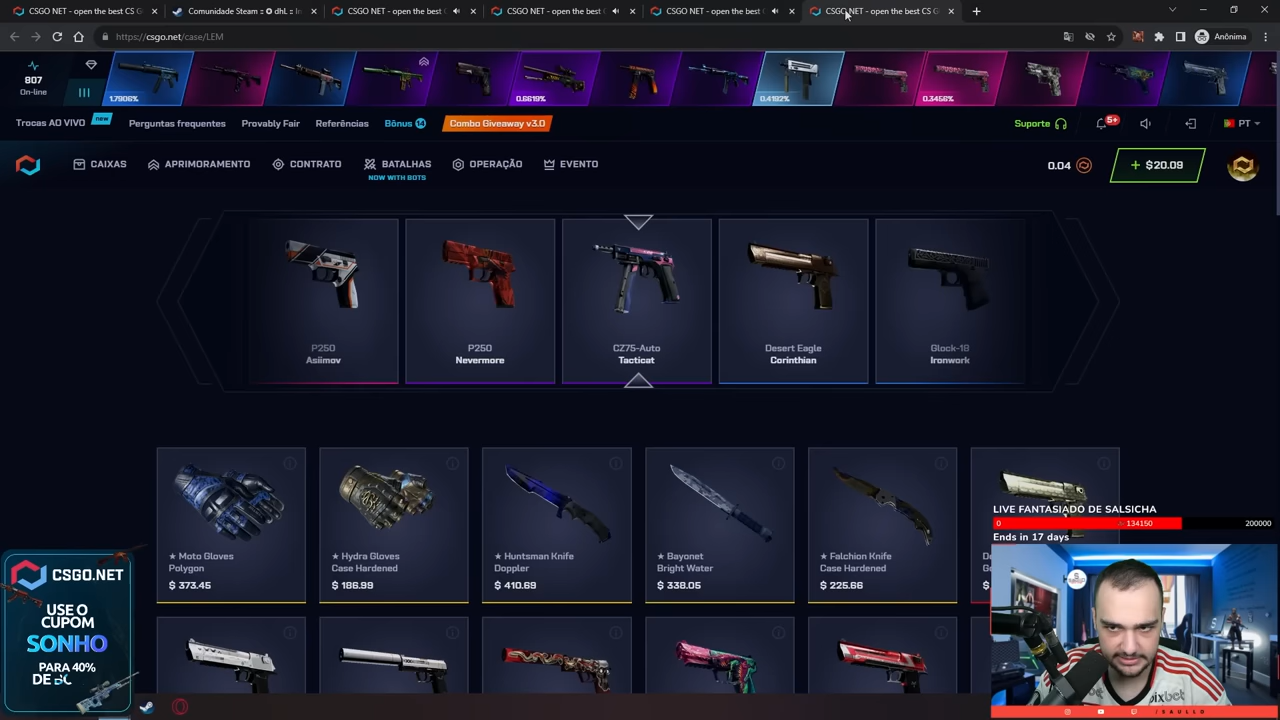 CSGO NET - open the best CS G
Comunidade Steam :: ✪ dhL :: In
CSGO NET - open the best (
CSGO NET - open the best (
CSGO NET - open the best (
CSGO NET - open the best CS G
https://csgo.net/case/LEM
Anônima
807
On-line
1.7906%
0.6619%
0.4192%
0.3456%
Trocas AO VIVO
new
Perguntas frequentes
Provably Fair
Referências
Bônus 14
Combo Giveaway v3.0
Suporte
5+
PT
CAIXAS
APRIMORAMENTO
CONTRATO
BATALHAS
NOW WITH BOTS
OPERAÇÃO
EVENTO
0.04
+ $20.09
P250
Asiimov
P250
Nevermore
CZ75-Auto
Tacticat
Desert Eagle
Corinthian
Glock-18
Ironwork
★ Moto Gloves
Polygon
$ 373.45
★ Hydra Gloves
Case Hardened
$ 186.99
★ Huntsman Knife
Doppler
$ 410.69
★ Bayonet
Bright Water
$ 338.05
★ Falchion Knife
Case Hardened
$ 225.66
LIVE FANTASIADO DE SALSICHA
0
134150
200000
Ends in 17 days
CSGO.NET
USE O
CUPOM
SONHO
PARA 40%
pixbet
/SAULLO